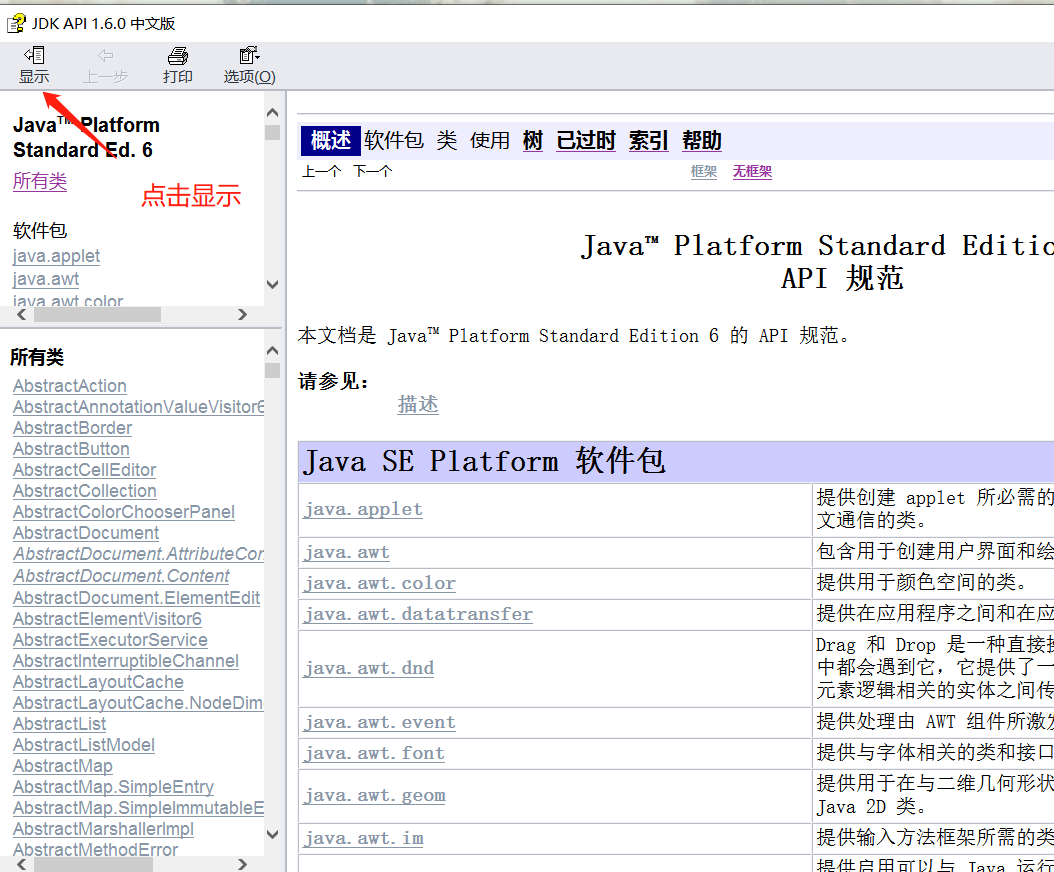 JDK API 1.6.0 中文版
显示 上一步 打印 选项(O)
Java™ Platform
Standard Ed. 6
所有类
点击显示
软件包
java.applet
java.awt
java.awt.color
所有类
AbstractAction
AbstractAnnotationValueVisitor6
AbstractBorder
AbstractButton
AbstractCellEditor
AbstractCollection
AbstractColorChooserPanel
AbstractDocument
AbstractDocument.AttributeCon
AbstractDocument.Content
AbstractDocument.ElementEdit
AbstractElementVisitor6
AbstractExecutorService
AbstractInterruptibleChannel
AbstractLayoutCache
AbstractLayoutCache.NodeDim
AbstractList
AbstractListModel
AbstractMap
AbstractMap.SimpleEntry
AbstractMap.SimpleImmutableE
AbstractMarshallerImpl
AbstractMethodError
概述 软件包 类 使用 树 已过时 索引 帮助
上一个 下一个 框架 无框架
Java™ Platform Standard Editio
API 规范
本文档是 Java™ Platform Standard Edition 6 的 API 规范。
请参见：
描述
Java SE Platform 软件包
java.applet 提供创建 applet 所必需的
文通信的类。
java.awt 包含用于创建用户界面和绘
java.awt.color 提供用于颜色空间的类。
java.awt.datatransfer 提供在应用程序之间和在应
java.awt.dnd Drag 和 Drop 是一种直接
中都会遇到它，它提供了一
元素逻辑相关的实体之间传
java.awt.event 提供处理由 AWT 组件所激发
java.awt.font 提供与字体相关的类和接口
java.awt.geom 提供用于在与二维几何形状
Java 2D 类。
java.awt.im 提供输入方法框架所需的类
提供启用可以与 Java 运行